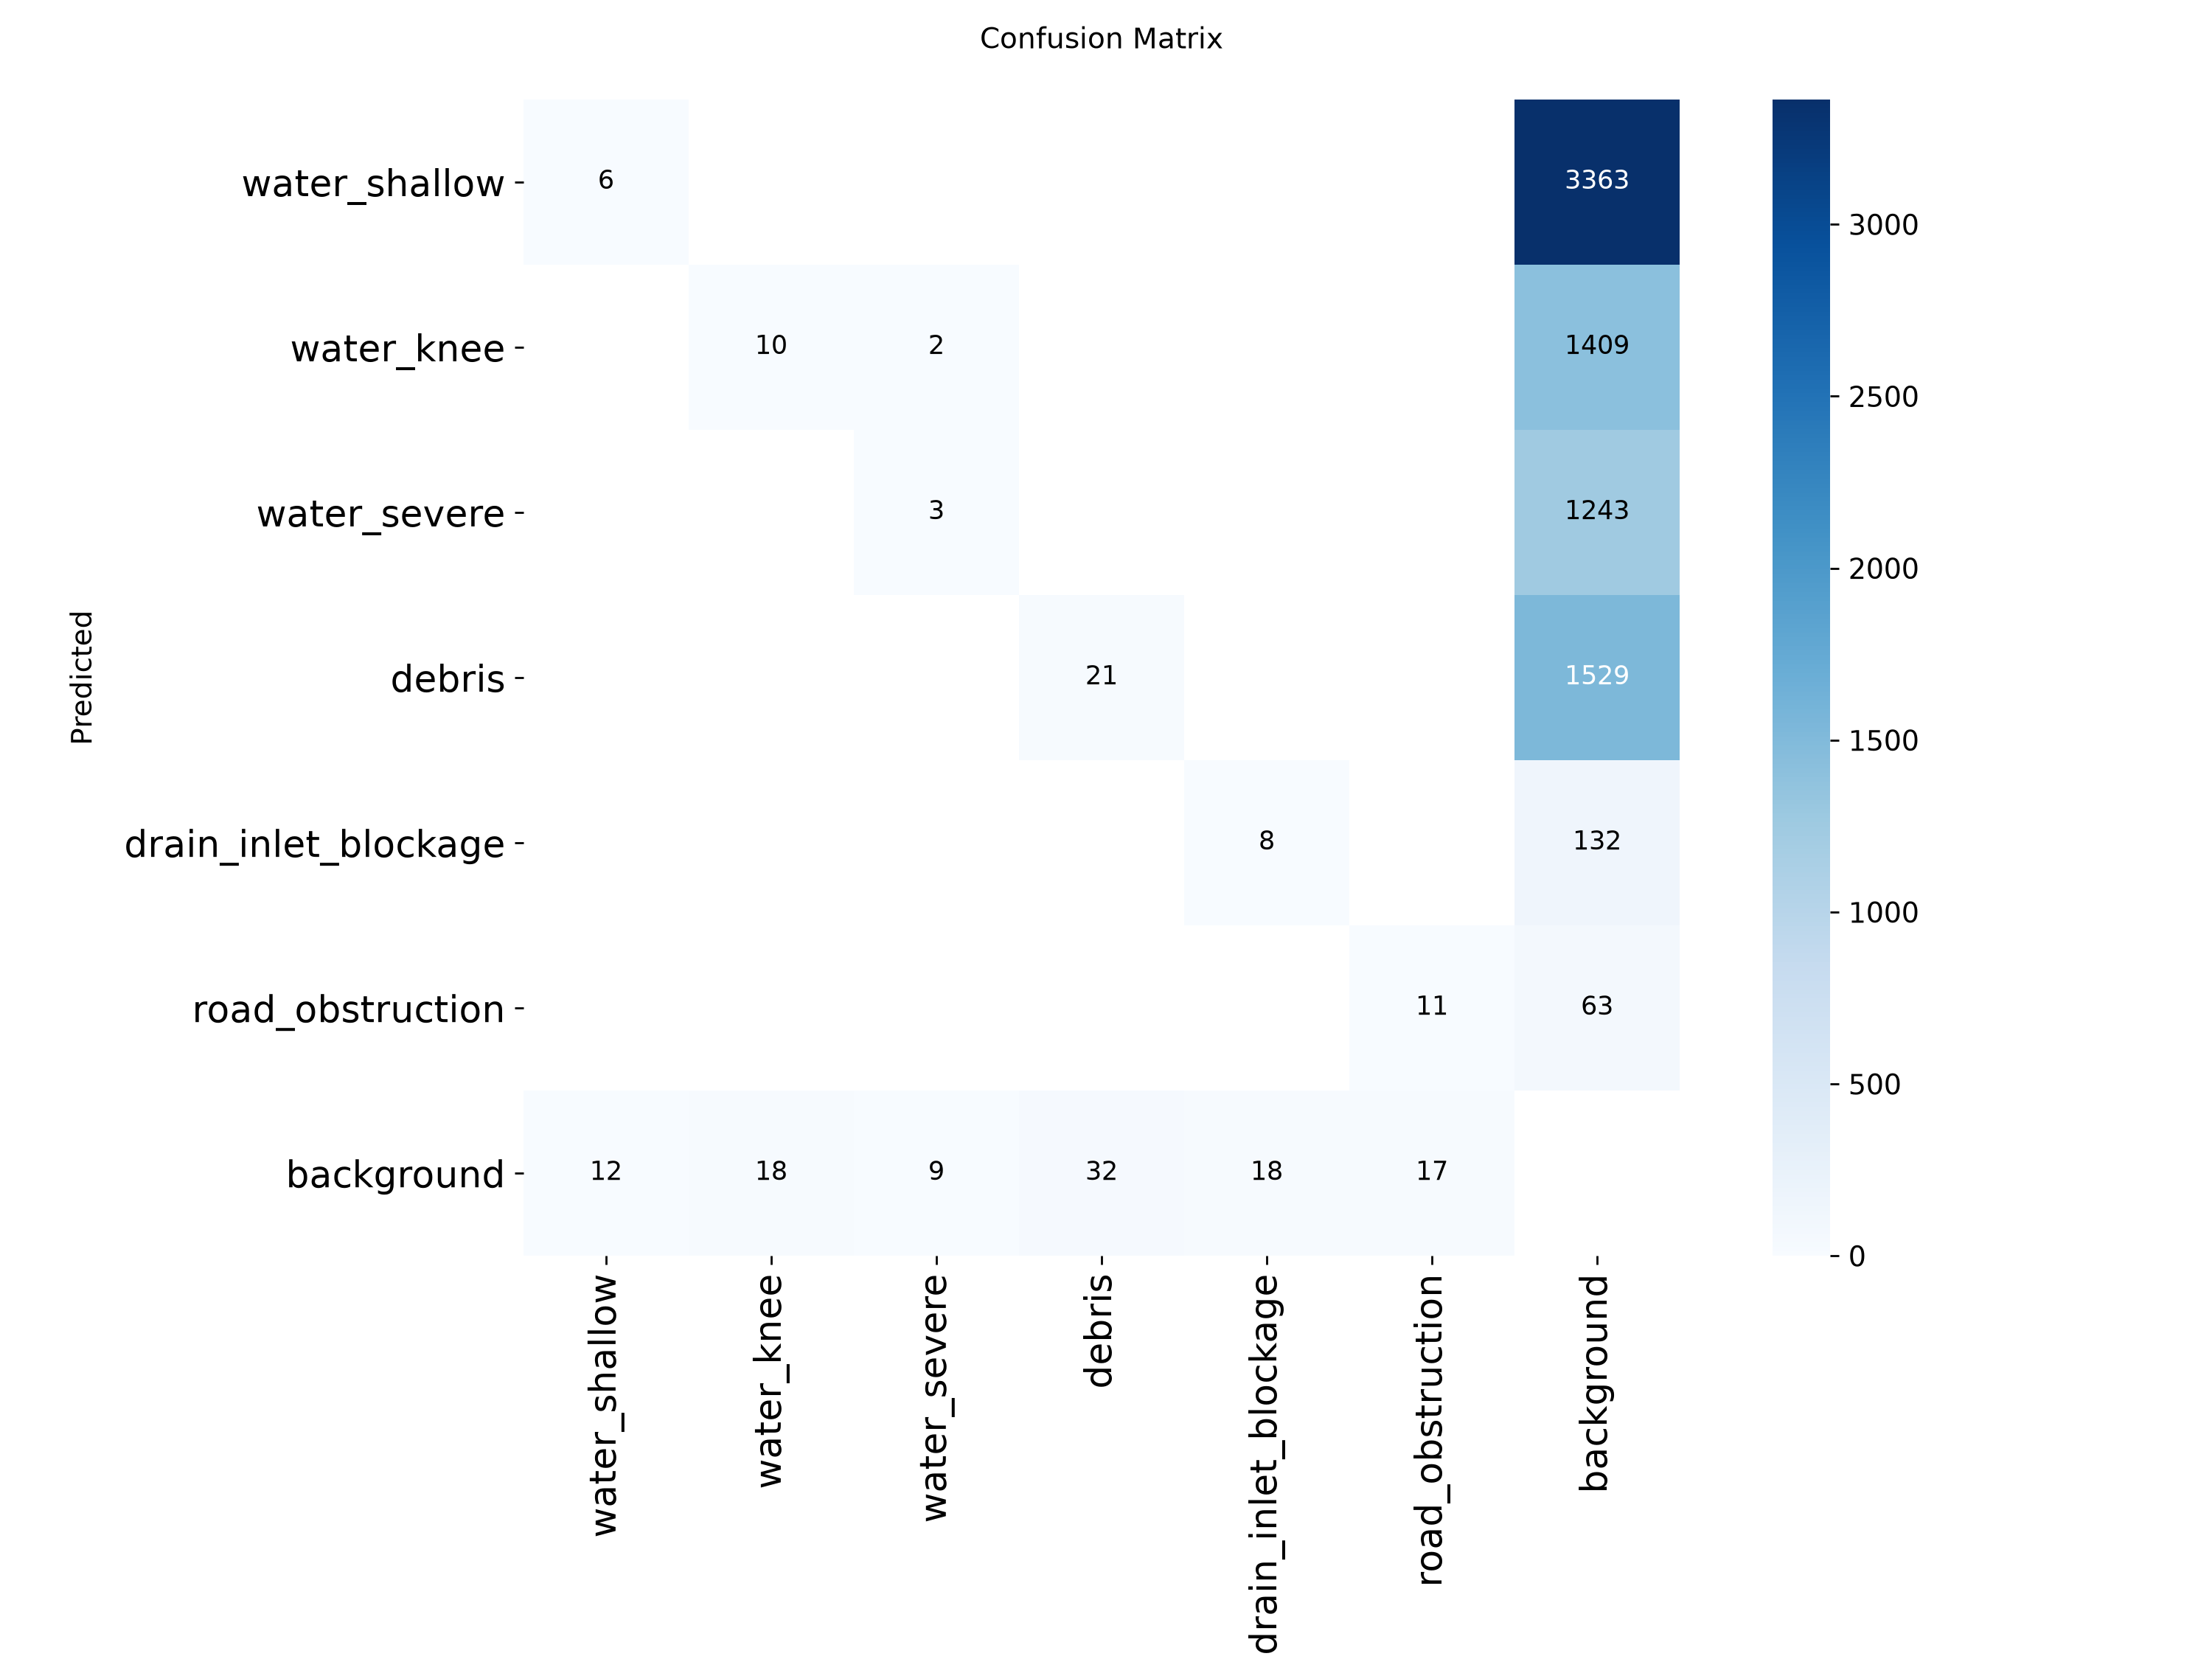 Confusion Matrix
water_shallow
6
3363
3000
water_knee
10
2
1409
2500
water_severe
3
1243
2000
Predicted
debris
21
1529
1500
drain_inlet_blockage
8
132
1000
road_obstruction
11
63
500
background
12
18
9
32
18
17
0
water_shallow
water_knee
water_severe
debris
drain_inlet_blockage
road_obstruction
background